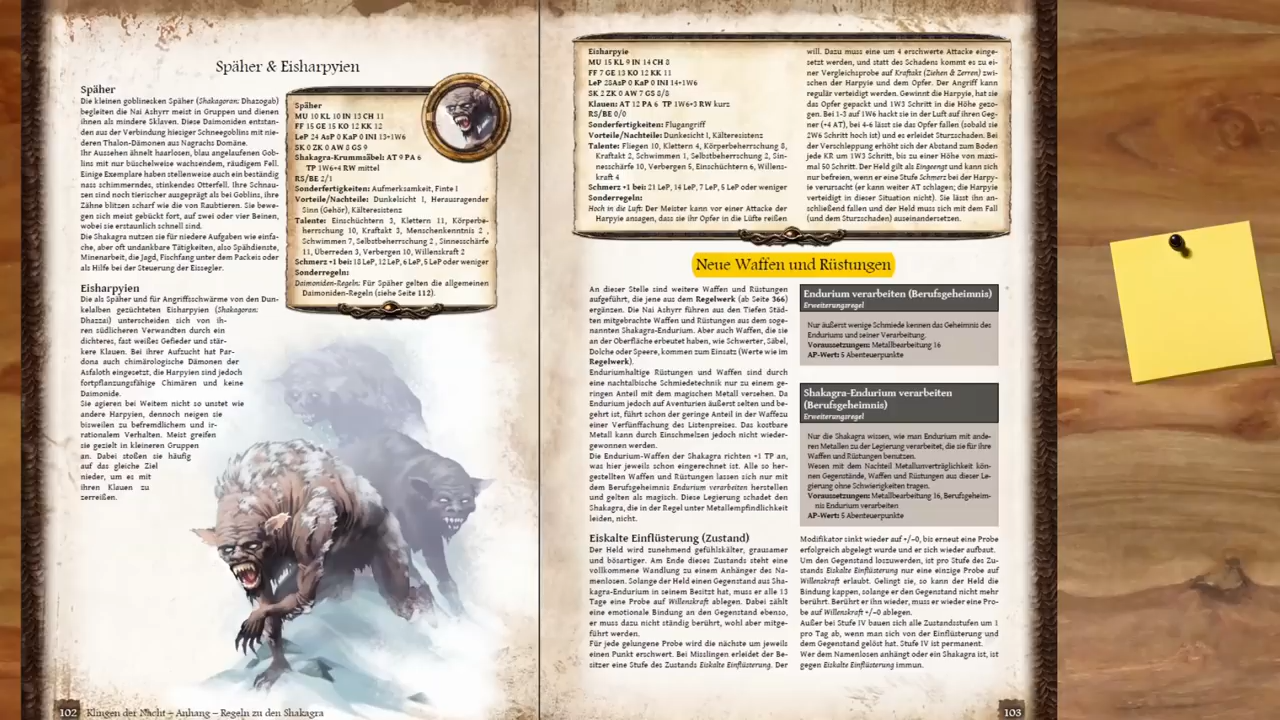 Späher & Eisharpyien
Späher
Die kleinen goblinecken Späher (Shakagoran: Dhazogab)
begleiten die Nai Ashyrr meist in Gruppen und dienen
ihnen als mindere Sklaven. Diese Daimoniden entstan-
den aus der Verbindung hiesiger Schneegoblins mit nie-
deren Thalon-Dämonen aus Nagrachs Domäne.
Ihr Aussehen ähnelt haarlosen, blau angelaufenen Gob-
lins mit nur büschelweise wachsendem, räudigem Fell.
Einige Exemplare haben stellenweise auch ein beständig
nass schimmerndes, stinkendes Otterfell. Ihre Schnau-
zen sind noch tierischer ausgeprägt als bei Goblins, ihre
Zähne blitzen scharf wie die von Raubtieren. Sie bewe-
gen sich meist gebückt fort, auf zwei oder vier Beinen,
wobei sie erstaunlich schnell sind.
Die Shakagra nutzen sie für niedere Aufgaben wie einfa-
che, aber oft undankbare Tätigkeiten, also Spähdienste,
Minenarbeit, die Jagd, Fischfang unter dem Packeis oder
als Hilfe bei der Steuerung der Eissegler.
Eisharpyien
Die als Späher und für Angriffsschwärme von den Dun-
kelalben gezüchteten Eisharpyien (Shakagoran:
Dhazzai) unterscheiden sich von ih-
ren südlicheren Verwandten durch ein
dichteres, fast weißes Gefieder und stär-
kere Klauen. Bei ihrer Aufzucht hat Par-
dona auch chimärologische Dämonen der
Asfaloth eingesetzt, die Harpyien sind jedoch
fortpflanzungsfähige Chimären und keine
Daimonide.
Sie agieren bei Weitem nicht so unstet wie
andere Harpyien, dennoch neigen sie
bisweilen zu befremdlichem und ir-
rationalem Verhalten. Meist greifen
sie gezielt in kleineren Gruppen
an. Dabei stoßen sie häufig
auf das gleiche Ziel
nieder, um es mit
ihren Klauen zu
zerreißen.
Späher
MU 10 KL 10 IN 13 CH 11
FF 15 GE 15 KO 12 KK 12
LeP 24 AsP 0 KaP 0 INI 13+1W6
SK 0 ZK 0 AW 8 GS 9
Shakagra-Krummsäbel: AT 9 PA 6
TP 1W6+4 RW mittel
RS/BE 2/1
Sonderfertigkeiten: Aufmerksamkeit, Finte I
Vorteile/Nachteile: Dunkelsicht I, Herausragender
Sinn (Gehör), Kälteresistenz
Talente: Einschüchtern 3, Klettern 11, Körperbe-
herrschung 10, Kraftakt 3, Menschenkenntnis 2 ,
Schwimmen 7, Selbstbeherrschung 2 , Sinnesschärfe
11, Überreden 3, Verbergen 10, Willenskraft 2
Schmerz +1 bei: 18 LeP, 12 LeP, 6 LeP, 5 LeP oder weniger
Sonderregeln:
Daimoniden-Regeln: Für Späher gelten die allgemeinen
Daimoniden-Regeln (siehe Seite 112).
102 Klingen der Nacht – Anhang – Regeln zu den Shakagra
Eisharpyie
MU 15 KL 9 IN 14 CH 8
FF 7 GE 13 KO 12 KK 11
LeP 28AsP 0 KaP 0 INI 14+1W6
SK 2 ZK 0 AW 7 GS 8/8
Klauen: AT 12 PA 6 TP 1W6+3 RW kurz
RS/BE 0/0
Sonderfertigkeiten: Flugangriff
Vorteile/Nachteile: Dunkesicht I, Kälteresistenz
Talente: Fliegen 10, Klettern 4, Körperbeherrschung 8,
Kraftakt 2, Schwimmen 1, Selbstbeherrschung 2, Sin-
nesschärfe 10, Verbergen 5, Einschüchtern 6, Willens-
kraft 4
Schmerz +1 bei: 21 LeP, 14 LeP, 7 LeP, 5 LeP oder weniger
Sonderregeln:
Hoch in die Luft: Der Meister kann vor einer Attacke der
Harpyie ansagen, dass sie ihr Opfer in die Lüfte reißen
will. Dazu muss eine um 4 erschwerte Attacke einge-
setzt werden, und statt des Schadens kommt es zu ei-
ner Vergleichsprobe auf Kraftakt (Ziehen & Zerren) zwi-
schen der Harpyie und dem Opfer. Der Angriff kann
regulär verteidigt werden. Gewinnt die Harpyie, hat sie
das Opfer gepackt und 1W3 Schritt in die Höhe gezo-
gen. Bei 1-3 auf 1W6 hackt sie in der Luft auf ihren Geg-
ner (+4 AT), bei 4-6 lässt sie das Opfer fallen (sobald sie
2W6 Schritt hoch ist) und es erleidet Sturzschaden. Bei
der Verschleppung erhöht sich der Abstand zum Boden
jede KR um 1W3 Schritt, bis zu einer Höhe von maxi-
mal 50 Schritt. Der Held gilt als Eingeengt und kann sich
nur befreien, wenn er eine Stufe Schmerz bei der Harpy-
ie verursacht (er kann weiter AT schlagen; die Harpyie
verteidigt in dieser Situation nicht). Sie lässt ihn an-
schließend fallen und der Held muss sich mit dem Fall
(und dem Sturzschaden) auseinandersetzen.
Neue Waffen und Rüstungen
An dieser Stelle sind weitere Waffen und Rüstungen
aufgeführt, die jene aus dem Regelwerk (ab Seite 366)
ergänzen. Die Nai Ashyrr führen aus den Tiefen Städ-
ten mitgebrachte Waffen und Rüstungen aus dem soge-
nannten Shakagra-Endurium. Aber auch Waffen, die sie
an der Oberfläche erbeutet haben, wie Schwerter, Säbel,
Dolche oder Speere, kommen zum Einsatz (Werte wie im
Regelwerk).
Enduriumhaltige Rüstungen und Waffen sind durch
eine nachtalbische Schmiedetechnik nur zu einem ge-
ringen Anteil mit dem magischen Metall versehen. Da
Endurium jedoch auf Aventurien äußerst selten und be-
gehrt ist, führt schon der geringe Anteil in der Waffezu
einer Verfünffachung des Listenpreises. Das kostbare
Metall kann durch Einschmelzen jedoch nicht wieder-
gewonnen werden.
Die Endurium-Waffen der Shakagra richten +1 TP an,
was hier jeweils schon eingerechnet ist. Alle so her-
gestellten Waffen und Rüstungen lassen sich nur mit
dem Berufsgeheimnis Endurium verarbeiten herstellen
und gelten als magisch. Diese Legierung schadet den
Shakagra, die in der Regel unter Metallempfindlichkeit
leiden, nicht.
Endurium verarbeiten (Berufsgeheimnis)
Erweiterungsregel
Nur äußerst wenige Schmiede kennen das Geheimnis des
Enduriums und seiner Verarbeitung.
Voraussetzungen: Metallbearbeitung 16
AP-Wert: 5 Abenteuerpunkte
Shakagra-Endurium verarbeiten
(Berufsgeheimnis)
Erweiterungsregel
Nur die Shakagra wissen, wie man Endurium mit ande-
ren Metallen zu der Legierung verarbeitet, die sie für ihre
Waffen und Rüstungen benutzen.
Wesen mit dem Nachteil Metallunverträglichkeit kön-
nen Gegenstände, Waffen und Rüstungen aus dieser Le-
gierung ohne Schwierigkeiten tragen.
Voraussetzungen: Metallbearbeitung 16, Berufsgeheim-
nis Endurium verarbeiten
AP-Wert: 5 Abenteuerpunkte
Eiskalte Einflüsterung (Zustand)
Der Held wird zunehmend gefühlskälter, grausamer
und bösartiger. Am Ende dieses Zustands steht eine
vollkommene Wandlung zu einem Anhänger des Na-
menlosen. Solange der Held einen Gegenstand aus Sha-
kagra-Endurium in seinem Besitz hat, muss er alle 13
Tage eine Probe auf Willenskraft ablegen. Dabei zählt
eine emotionale Bindung an den Gegenstand ebenso,
er muss dazu nicht ständig berührt, wohl aber mitge-
führt werden.
Für jede gelungene Probe wird die nächste um jeweils
einen Punkt erschwert. Bei Misslingen erleidet der Be-
sitzer eine Stufe des Zustands Eiskalte Einflüsterung. Der
Modifikator sinkt wieder auf +/–0, bis erneut eine Probe
erfolgreich abgelegt wurde und er sich wieder aufbaut.
Um den Gegenstand loszuwerden, ist pro Stufe des Zu-
stands Eiskalte Einflüsterung nur eine einzige Probe auf
Willenskraft erlaubt. Gelingt sie, so kann der Held die
Bindung kappen, solange er den Gegenstand nicht mehr
berührt. Berührt er ihn wieder, muss er wieder eine Pro-
be auf Willenskraft +/–0 ablegen.
Außer bei Stufe IV bauen sich alle Zustandsstufen um 1
pro Tag ab, wenn man sich von der Einflüsterung und
dem Gegenstand gelöst hat. Stufe IV ist permanent.
Wer dem Namenlosen anhängt oder ein Shakagra ist, ist
gegen Eiskalte Einflüsterung immun.
103